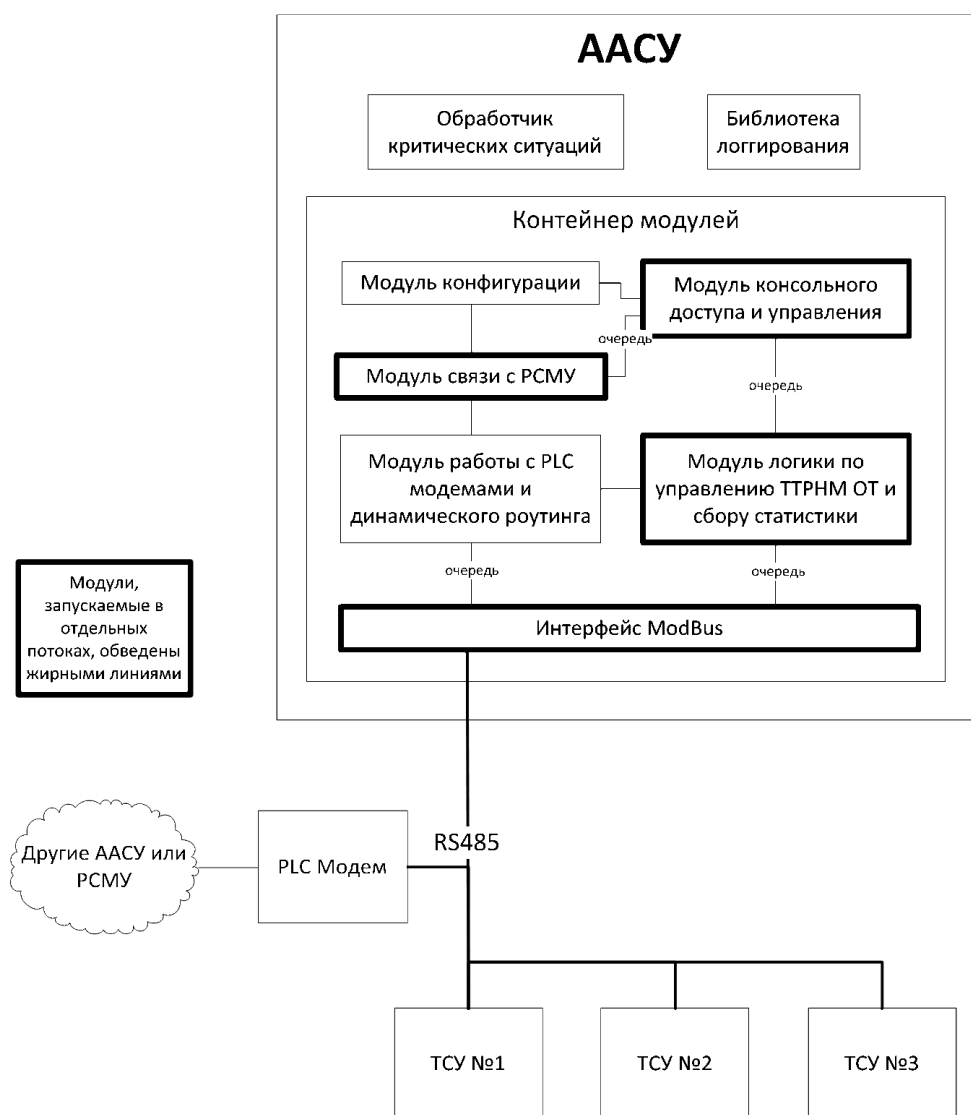 ААСУ
Обработчик
критических ситуаций
Библиотека
логгирования
Контейнер модулей
Модуль конфигурации
Модуль консольного
доступа и управления
очередь
Модуль связи с РСМУ
очередь
Модуль работы с PLC
модемами и
динамического роутинга
Модуль логики по
управлению ТТРНМ ОТ и
сбору статистики
очередь
очередь
Интерфейс ModBus
Модули,
запускаемые в
отдельных
потоках, обведены
жирными линиями
RS485
Другие ААСУ или
РСМУ
PLC Модем
ТСУ №1
ТСУ №2
ТСУ №3